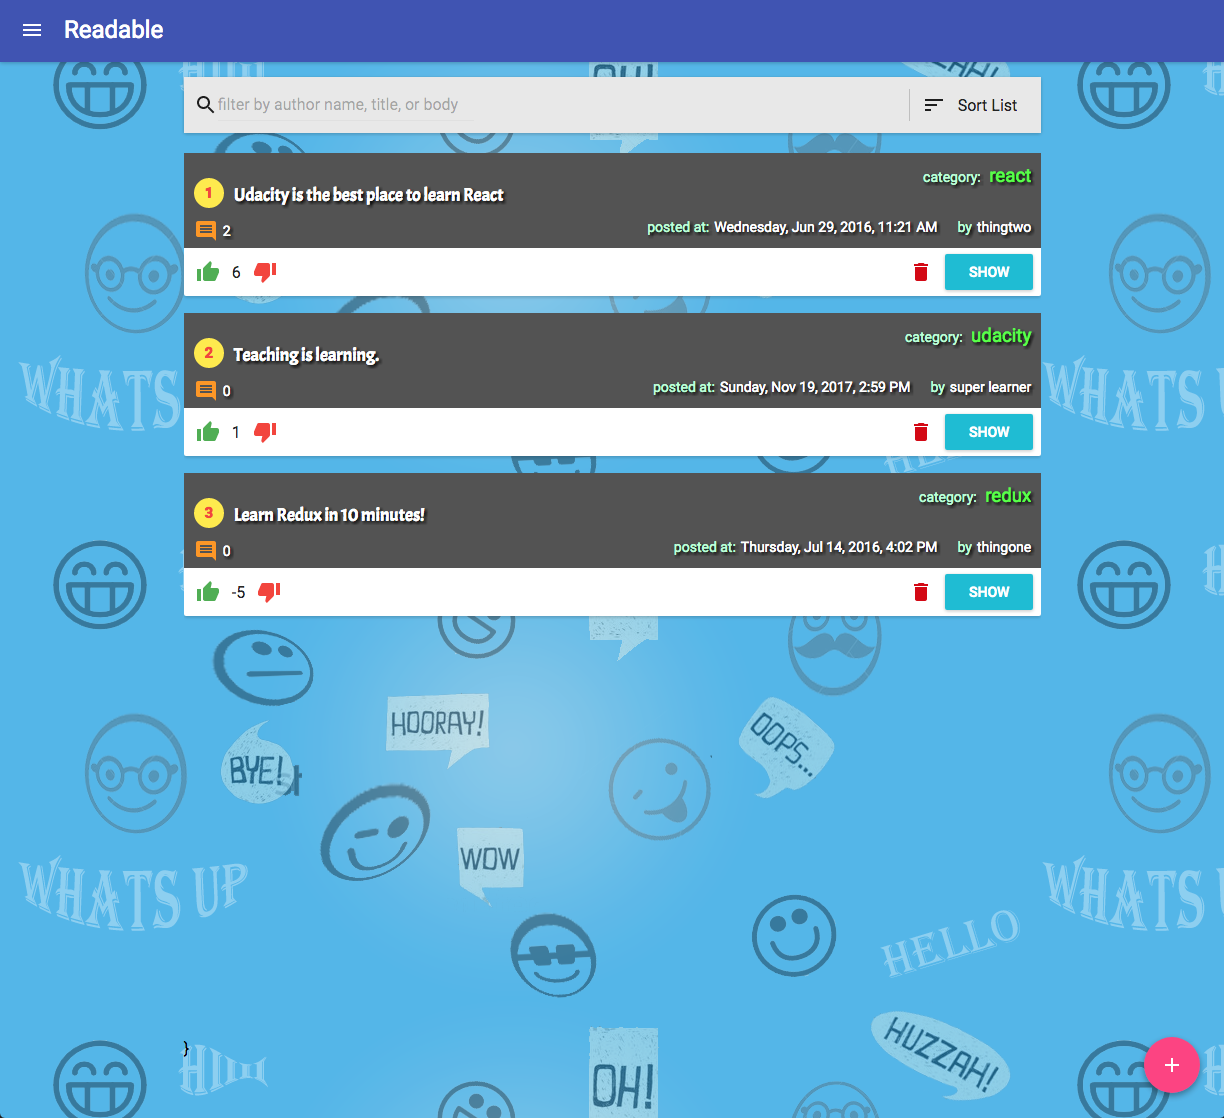 Readable
filter by author name, title, or body
Sort List
category: react
1 Udacity is the best place to learn React
2
posted at: Wednesday, Jun 29, 2016, 11:21 AM by thingtwo
6
SHOW
category: udacity
2 Teaching is learning.
0
posted at: Sunday, Nov 19, 2017, 2:59 PM by super learner
1
SHOW
category: redux
3 Learn Redux in 10 minutes!
0
posted at: Thursday, Jul 14, 2016, 4:02 PM by thingone
-5
SHOW
WHATS
WHATS U
HOORAY!
OOPS...
BYE!
WOW
WHATS UP
WHATS U
HELLO
HUZZAH!
}
OH!
+